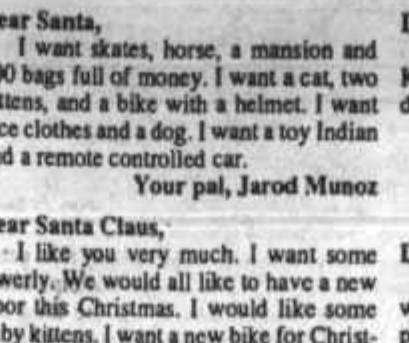 ear Santa,
I want skates, horse, a mansion and
00 bags full of money. I want a cat, two
ttens, and a bike with a helmet. I want
ce clothes and a dog. I want a toy Indian
d a remote controlled car.
Your pal, Jarod Munoz
ear Santa Claus,
I like you very much. I want some
werly. We would all like to have a new
oor this Christmas. I would like some
by kittens. I want a new bike for Christ-